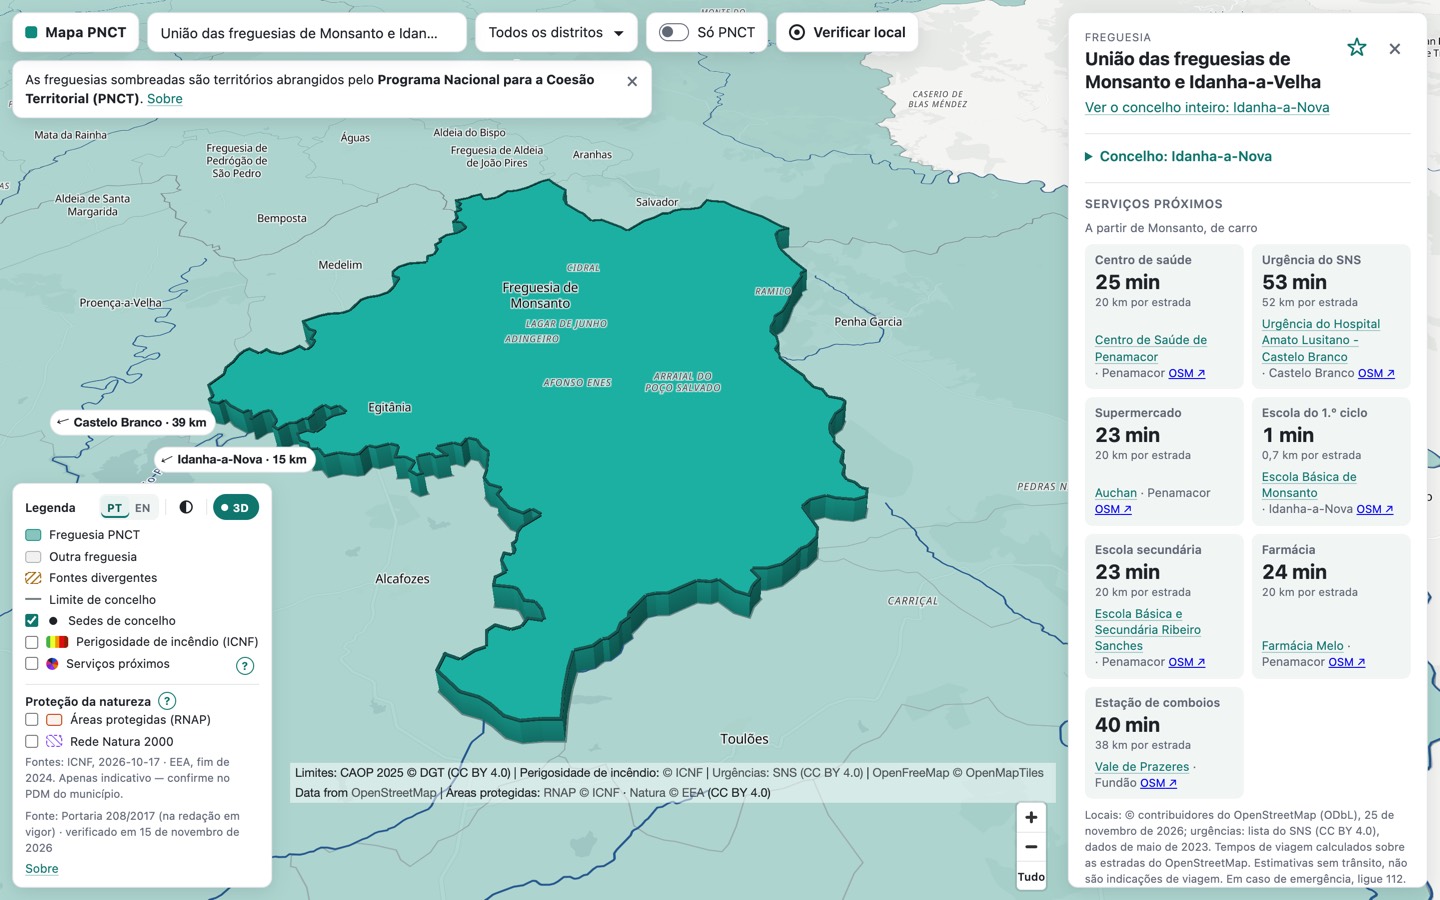 Mapa PNCT
União das freguesias de Monsanto e Idan...
Todos os distritos
Só PNCT
Verificar local
As freguesias sombreadas são territórios abrangidos pelo Programa Nacional para a Coesão
Territorial (PNCT). Sobre
CASERIO DE
BLAS MÉNDEZ
Mata da Rainha
Freguesia de
Pedrógão de
São Pedro
Águas
Aldeia do Bispo
Freguesia de Aldeia
de João Pires
Aranhas
Aldeia de Santa
Margarida
Bemposta
Salvador
Medelim
Proença-a-Velha
CIDRAL
Freguesia de
Monsanto
RAMILO
LAGAR DE JUNHO
ADINGEIRO
Penha Garcia
AFONSO ENES
ARRAIAL DO
POÇO SALVADO
Egitânia
← Castelo Branco · 39 km
← Idanha-a-Nova · 15 km
PEDRAS N
Alcafozes
CARRIÇAL
Toulões
Legenda
PT EN
3D
Freguesia PNCT
Outra freguesia
Fontes divergentes
Limite de concelho
Sedes de concelho
Perigosidade de incêndio (ICNF)
Serviços próximos
?
Proteção da natureza ?
Áreas protegidas (RNAP)
Rede Natura 2000
Fontes: ICNF, 2026-10-17 · EEA, fim de
2024. Apenas indicativo — confirme no
PDM do município.
Fonte: Portaria 208/2017 (na redação em
vigor) · verificado em 15 de novembro de
2026
Sobre
Limites: CAOP 2025 © DGT (CC BY 4.0) | Perigosidade de incêndio: © ICNF | Urgências: SNS (CC BY 4.0) | OpenFreeMap © OpenMapTiles
Data from OpenStreetMap | Áreas protegidas: RNAP © ICNF · Natura © EEA (CC BY 4.0)
+
−
Tudo
FREGUESIA
União das freguesias de
Monsanto e Idanha-a-Velha
Ver o concelho inteiro: Idanha-a-Nova
Concelho: Idanha-a-Nova
SERVIÇOS PRÓXIMOS
A partir de Monsanto, de carro
Centro de saúde
25 min
20 km por estrada
Centro de Saúde de
Penamacor
· Penamacor OSM ↗
Urgência do SNS
53 min
52 km por estrada
Urgência do Hospital
Amato Lusitano -
Castelo Branco
· Castelo Branco OSM ↗
Supermercado
23 min
20 km por estrada
Auchan · Penamacor
OSM ↗
Escola do 1.º ciclo
1 min
0,7 km por estrada
Escola Básica de
Monsanto
· Idanha-a-Nova OSM ↗
Escola secundária
23 min
20 km por estrada
Escola Básica e
Secundária Ribeiro
Sanches
· Penamacor OSM ↗
Farmácia
24 min
20 km por estrada
Farmácia Melo ·
Penamacor OSM ↗
Estação de comboios
40 min
38 km por estrada
Vale de Prazeres ·
Fundão OSM ↗
Locais: © contribuidores do OpenStreetMap (ODbL), 25 de
novembro de 2026; urgências: lista do SNS (CC BY 4.0),
dados de maio de 2023. Tempos de viagem calculados sobre
as estradas do OpenStreetMap. Estimativas sem trânsito, não
são indicações de viagem. Em caso de emergência, ligue 112.